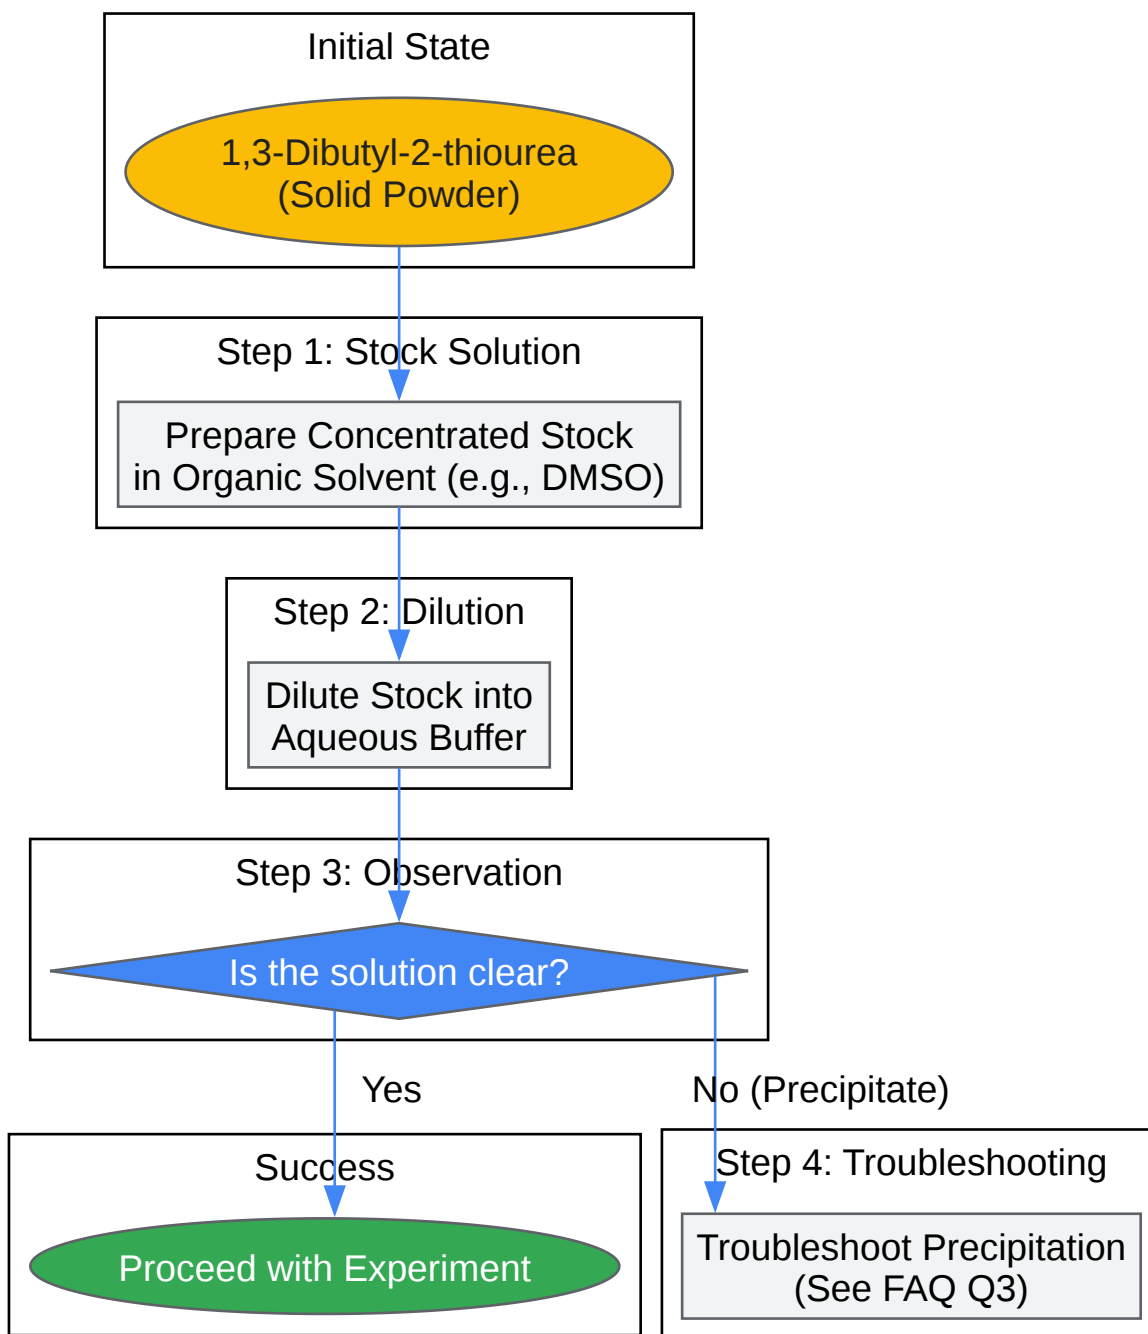 Initial State
1,3-Dibutyl-2-thiourea
(Solid Powder)
Step 1: Stock Solution
Prepare Concentrated Stock
in Organic Solvent (e.g., DMSO)
Step 2: Dilution
Dilute Stock into
Aqueous Buffer
Step 3: Observation
Is the solution clear?
Yes
No (Precipitate)
Success
Proceed with Experiment
Step 4: Troubleshooting
Troubleshoot Precipitation
(See FAQ Q3)